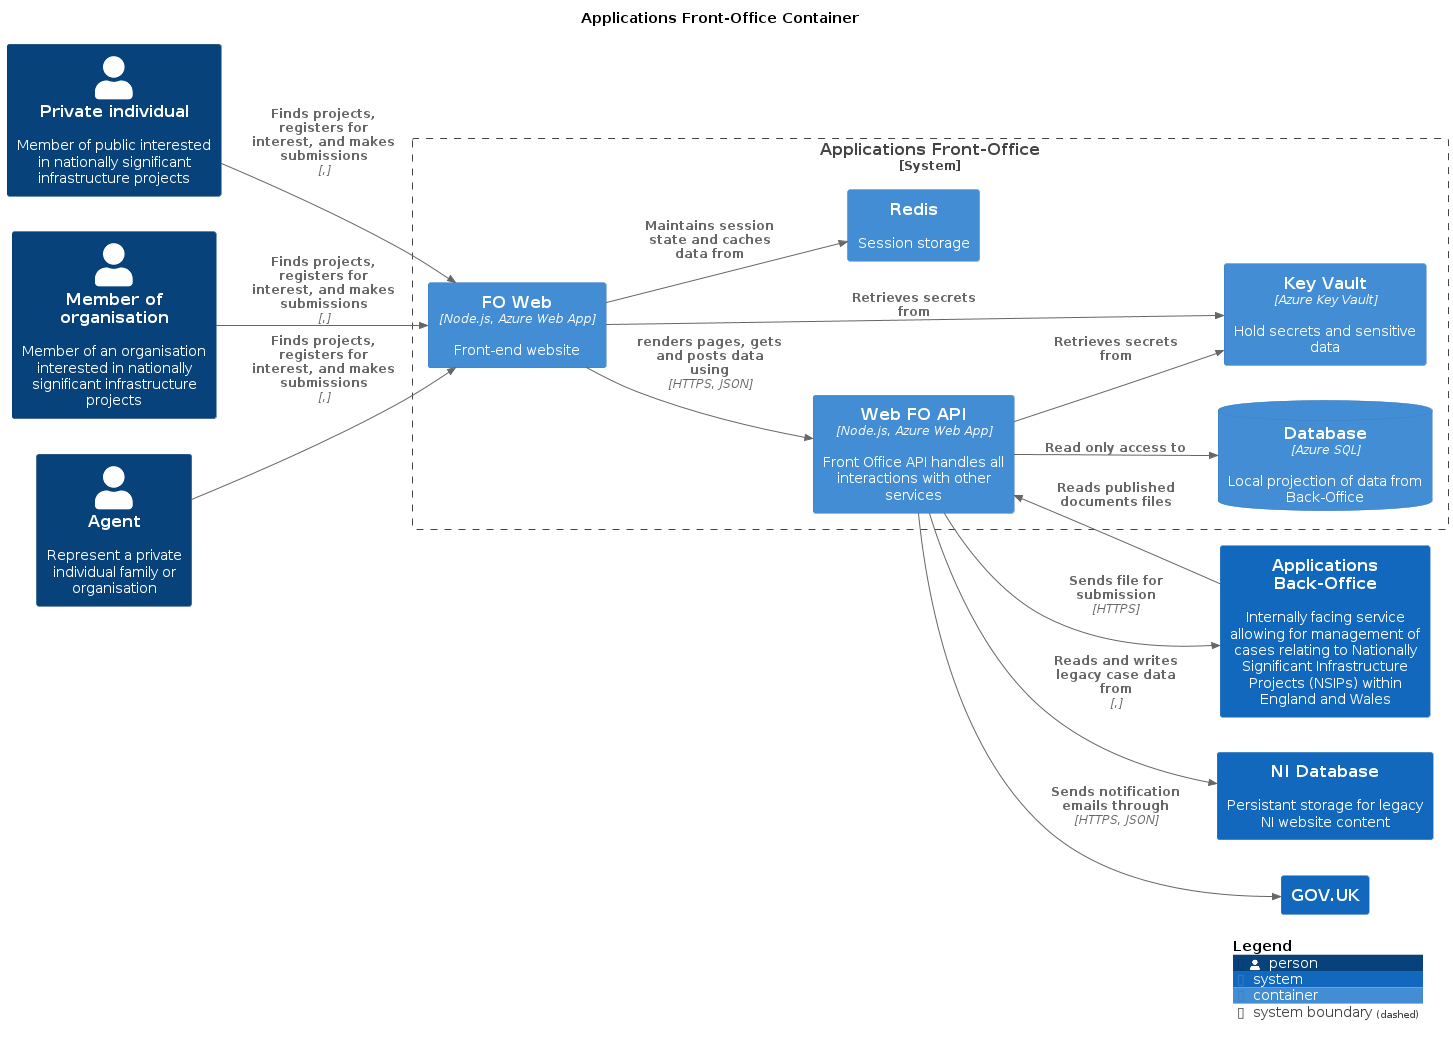 Applications Front-Office Container
Private individual
Member of public interested
in nationally significant
infrastructure projects
Finds projects,
registers for
interest, and makes
submissions
[,]
Member of
organisation
Member of an organisation
interested in nationally
significant infrastructure
projects
Finds projects,
registers for
interest, and makes
submissions
[,]
Agent
Represent a private
individual family or
organisation
Finds projects,
registers for
interest, and makes
submissions
[,]
Applications Front-Office
[System]
FO Web
[Node.js, Azure Web App]
Front-end website
Maintains session
state and caches
data from
Redis
Session storage
Retrieves secrets
from
Key Vault
[Azure Key Vault]
Hold secrets and sensitive
data
renders pages, gets
and posts data
using
[HTTPS, JSON]
Web FO API
[Node.js, Azure Web App]
Front Office API handles all
interactions with other
services
Retrieves secrets
from
Read only access to
Database
[Azure SQL]
Local projection of data from
Back-Office
Reads published
documents files
Applications
Back-Office
Internally facing service
allowing for management of
cases relating to Nationally
Significant Infrastructure
Projects (NSIPs) within
England and Wales
Sends file for
submission
[HTTPS]
Reads and writes
legacy case data
from
[,]
NI Database
Persistant storage for legacy
NI website content
Sends notification
emails through
[HTTPS, JSON]
GOV.UK
Legend
person
system
container
system boundary (dashed)